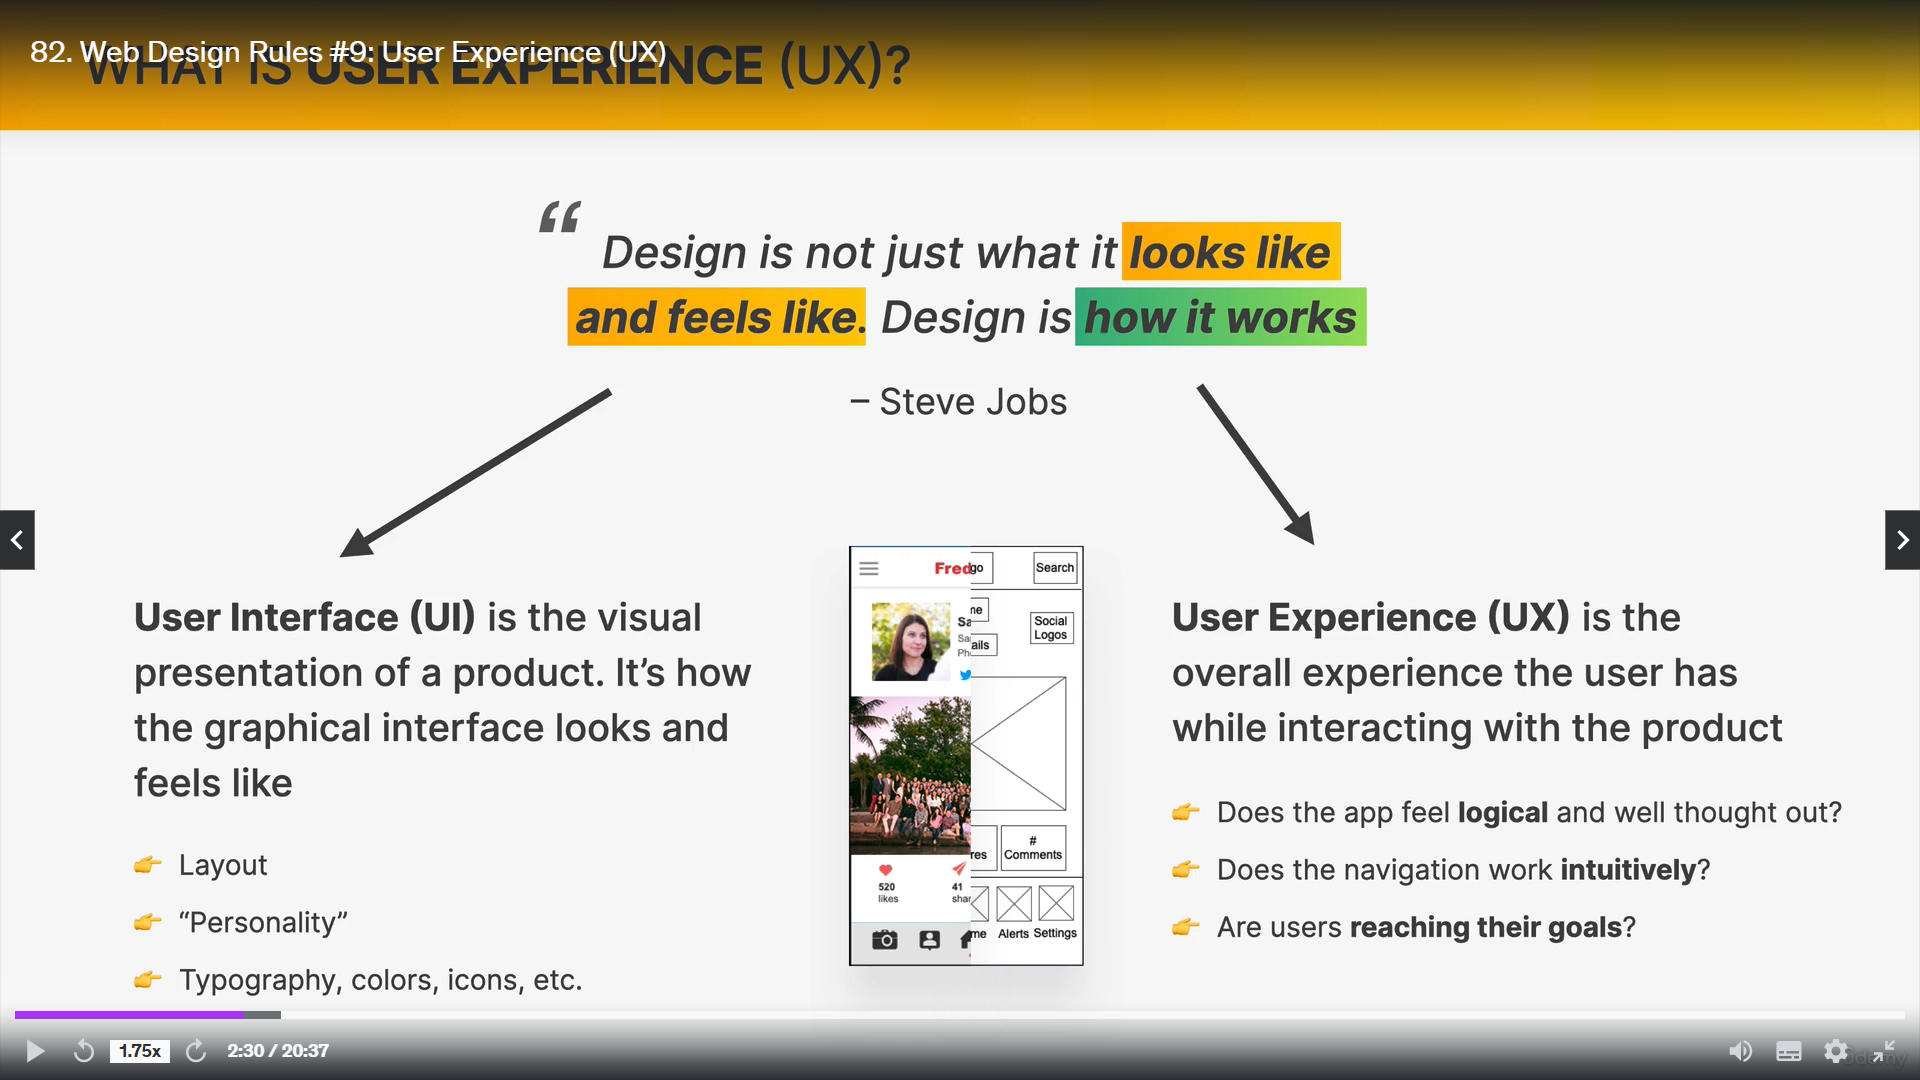 82. Web Design Rules #9: User Experience (UX)
WHAT IS USER EXPERIENCE (UX)?
“ Design is not just what it looks like
and feels like. Design is how it works
– Steve Jobs
User Interface (UI) is the visual
presentation of a product. It’s how
the graphical interface looks and
feels like
Layout
“Personality”
Typography, colors, icons, etc.
Fred
go
Search
me
Sa
Social
Logos
Sa
ails
Ph
res
#
Comments
520
likes
41
shar
me
Alerts
Settings
User Experience (UX) is the
overall experience the user has
while interacting with the product
Does the app feel logical and well thought out?
Does the navigation work intuitively?
Are users reaching their goals?
1.75x
2:30 / 20:37
Udemy